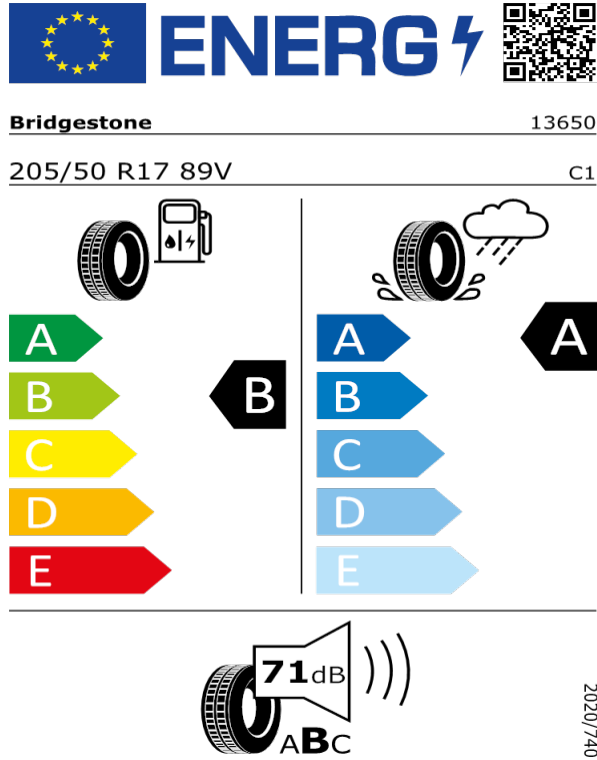 ENERG
Bridgestone 13650
205/50 R17 89V C1
A A A
B B B
C C
D D
E E
71dB
ABC
2020/740